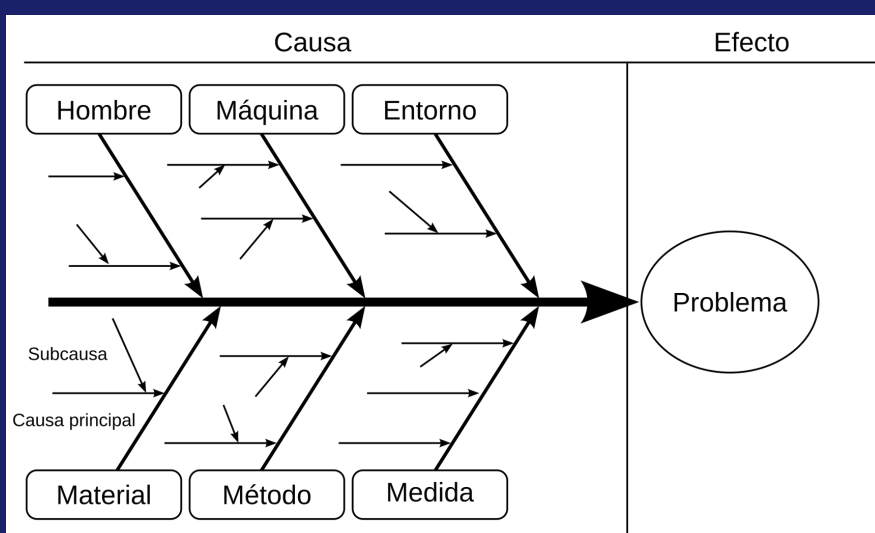 Causa
Efecto
Hombre
Máquina
Entorno
Problema
Subcausa
Causa principal
Material
Método
Medida